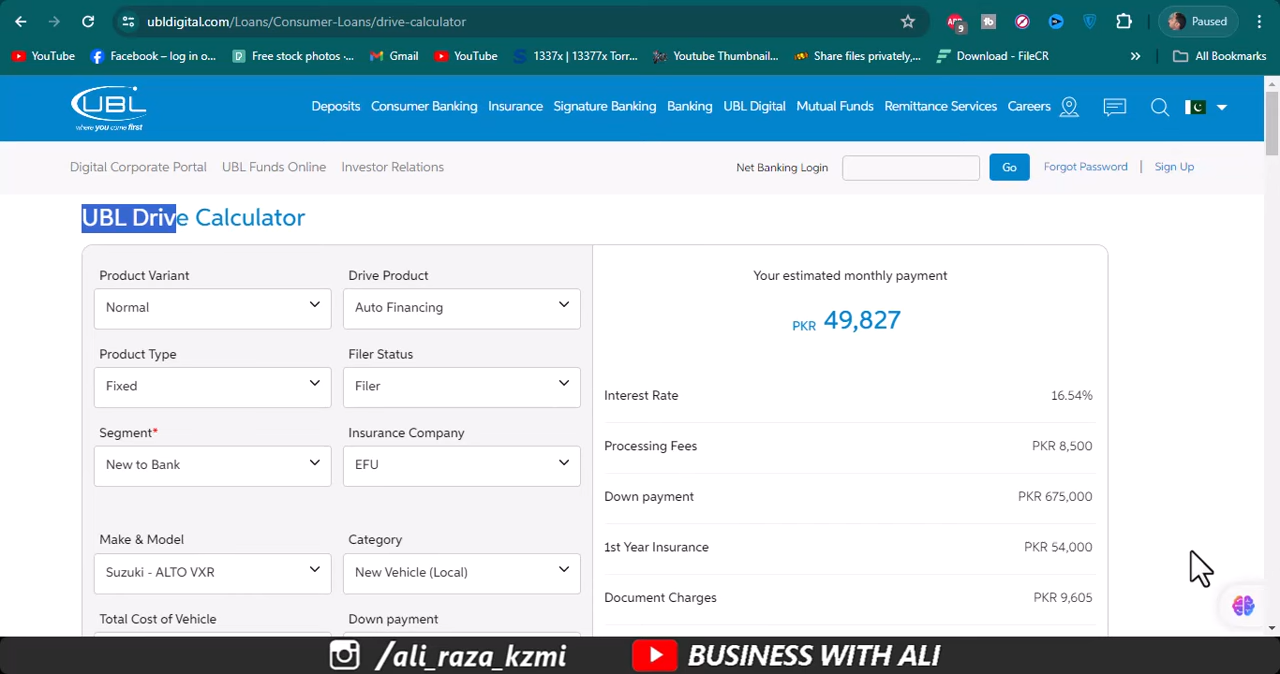 ubldigital.com/Loans/Consumer-Loans/drive-calculator
9
Paused
YouTube Facebook – log in o... Free stock photos -... Gmail YouTube 1337x | 13377x Torr... Youtube Thumbnail... Share files privately,... Download - FileCR » All Bookmarks
UBL
where you come first
Deposits Consumer Banking Insurance Signature Banking Banking UBL Digital Mutual Funds Remittance Services Careers
Digital Corporate Portal UBL Funds Online Investor Relations Net Banking Login Go Forgot Password | Sign Up
UBL Drive Calculator
Product Variant
Normal
Drive Product
Auto Financing
Product Type
Fixed
Filer Status
Filer
Segment*
New to Bank
Insurance Company
EFU
Make & Model
Suzuki - ALTO VXR
Category
New Vehicle (Local)
Total Cost of Vehicle
Down payment
Your estimated monthly payment
PKR 49,827
Interest Rate 16.54%
Processing Fees PKR 8,500
Down payment PKR 675,000
1st Year Insurance PKR 54,000
Document Charges PKR 9,605
/ali_raza_kzmi BUSINESS WITH ALI